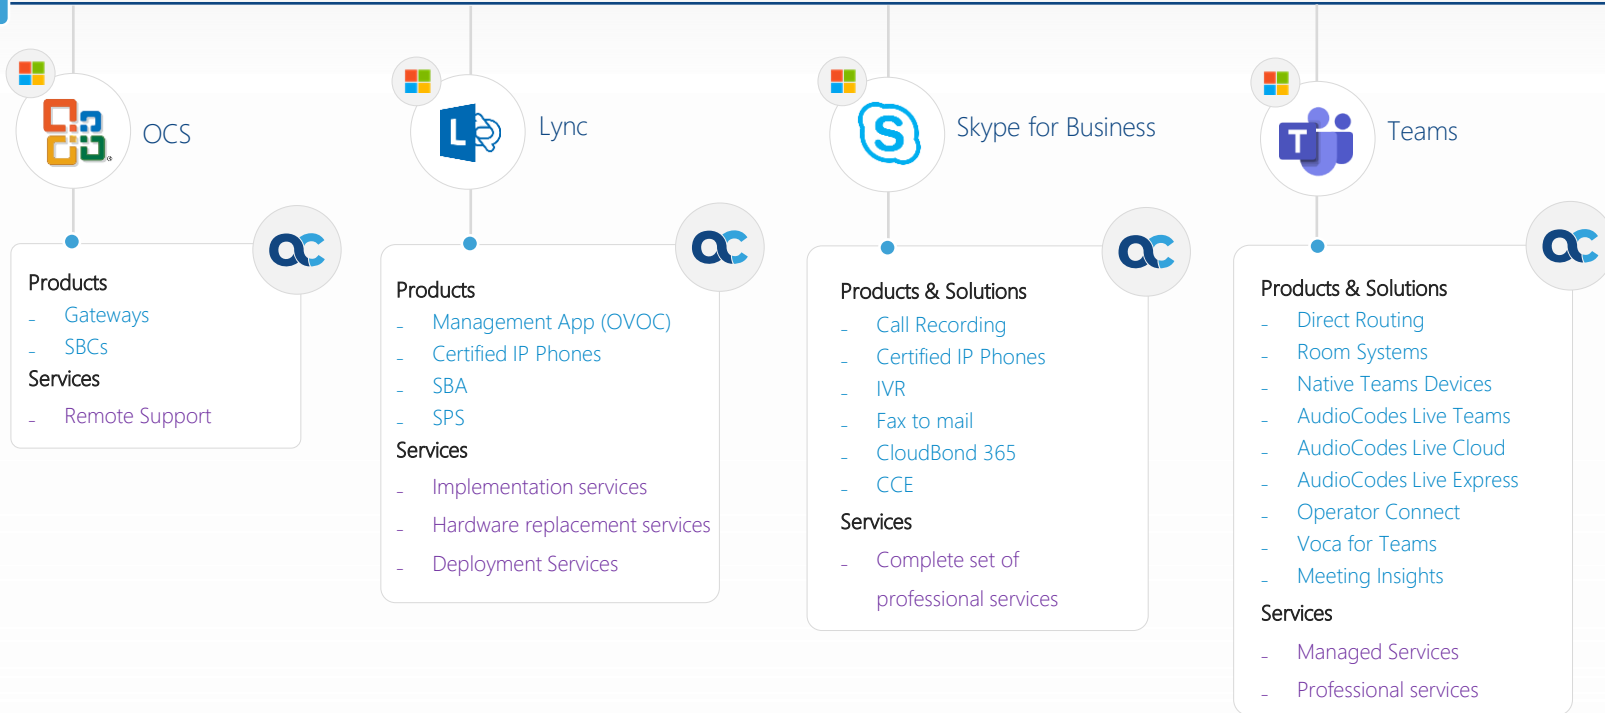 OCS
Products
- Gateways
- SBCs
Services
- Remote Support
Lync
Products
- Management App (OVOC)
- Certified IP Phones
- SBA
- SPS
Services
- Implementation services
- Hardware replacement services
- Deployment Services
Skype for Business
Products & Solutions
- Call Recording
- Certified IP Phones
- IVR
- Fax to mail
- CloudBond 365
- CCE
Services
- Complete set of
professional services
Teams
Products & Solutions
- Direct Routing
- Room Systems
- Native Teams Devices
- AudioCodes Live Teams
- AudioCodes Live Cloud
- AudioCodes Live Express
- Operator Connect
- Voca for Teams
- Meeting Insights
Services
- Managed Services
- Professional services